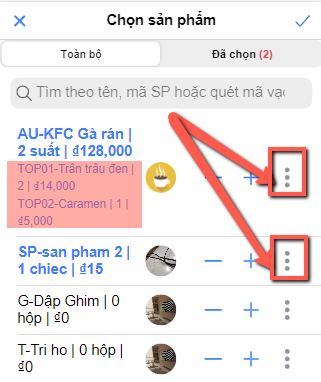 Chọn sản phẩm
Toàn bộ
Đã chọn (2)
Tìm theo tên, mã SP hoặc quét mã vạc
AU-KFC Gà rán |
2 suất | ₫128,000
TOP01-Trân trâu đen |
2 | ₫14,000
TOP02-Caramen | 1 |
₫5,000
SP-san pham 2 |
1 chiec | ₫15
G-Dập Ghim | 0
hộp | ₫0
T-Tri ho | 0 hộp |
₫0